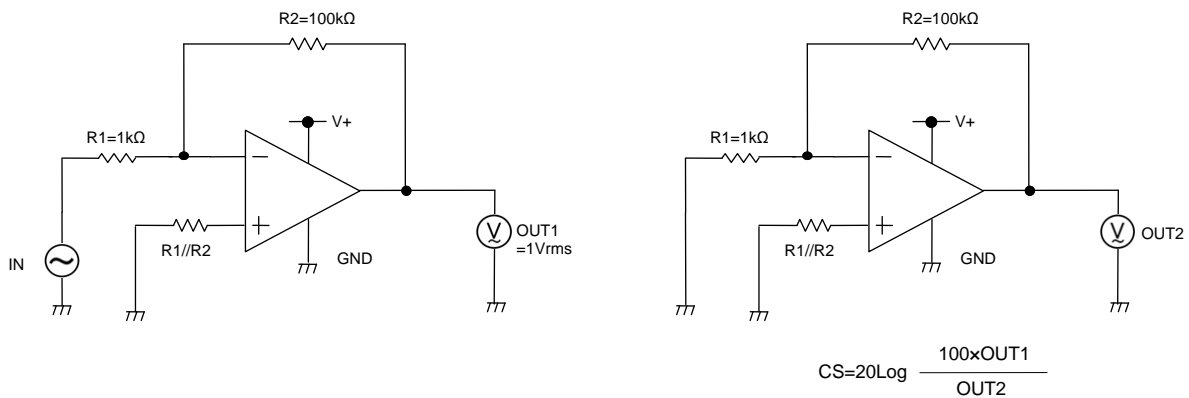 R2=100kΩ
V+
R1=1kΩ
−
+
R1//R2
GND
OUT1
=1Vrms
IN
R2=100kΩ
V+
R1=1kΩ
−
+
R1//R2
GND
OUT2
CS=20Log 100×OUT1
OUT2